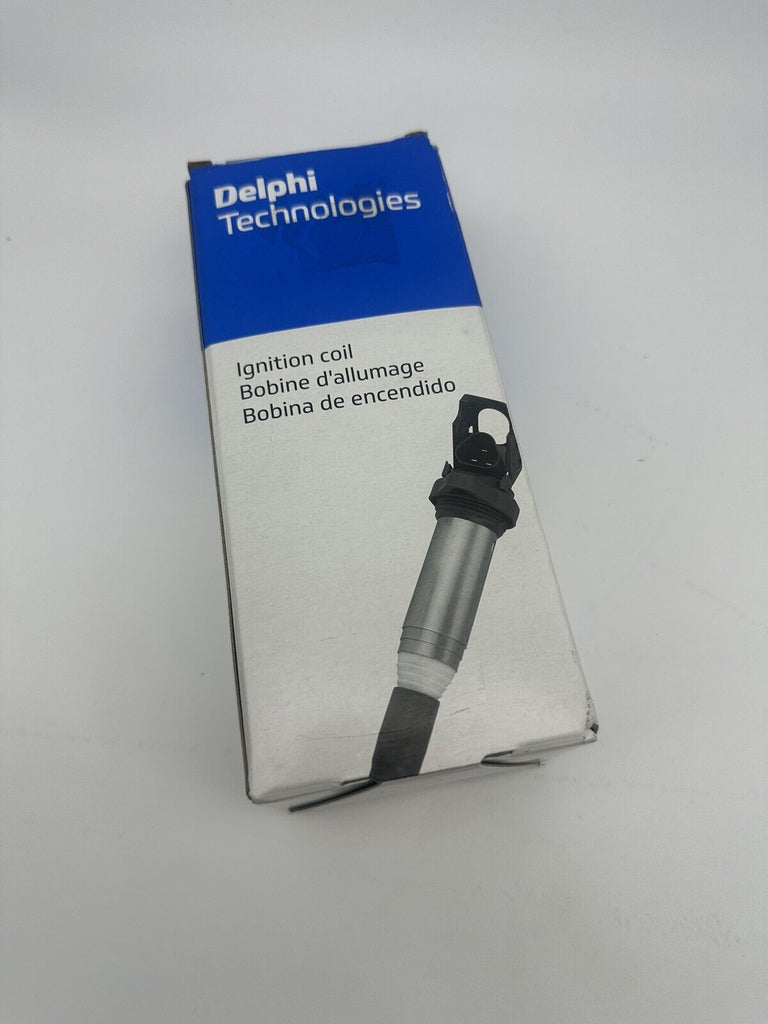 Delphi
Technologies
Ignition coil
Bobine d'allumage
Bobina de encendido